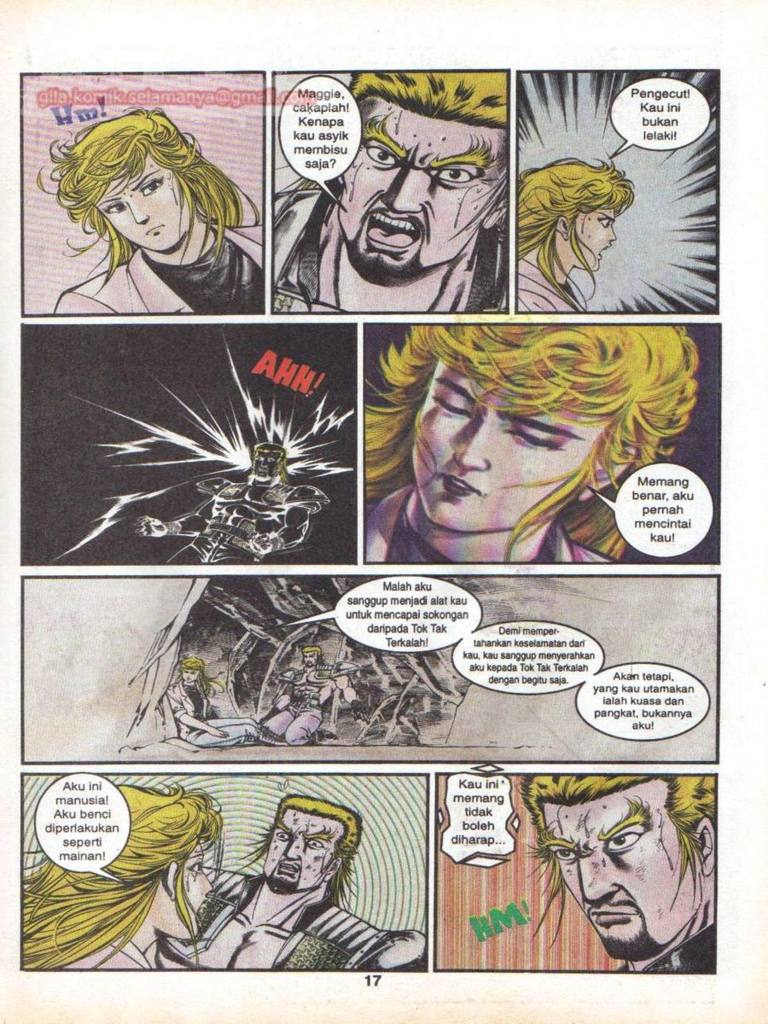 gila.komik.selamanya@gmail.com
HM!
Maggie,
cakaplah!
Kenapa
kau asyik
membisu
saja?
Pengecut!
Kau ini
bukan
lelaki!
AHH!
Memang
benar, aku
pernah
mencintai
kau!
Malah aku
sanggup menjadi alat kau
untuk mencapai sokongan
daripada Tok Tak
Terkalah!
Demi memper-
tahankan keselamatan dari
kau, kau sanggup menyerahkan
aku kepada Tok Tak Terkalah
dengan begitu saja.
Akan tetapi,
yang kau utamakan
ialah kuasa dan
pangkat, bukannya
aku!
Aku ini
manusia!
Aku benci
diperlakukan
seperti
mainan!
Kau ini
memang
tidak
boleh
diharap...
HM!
17